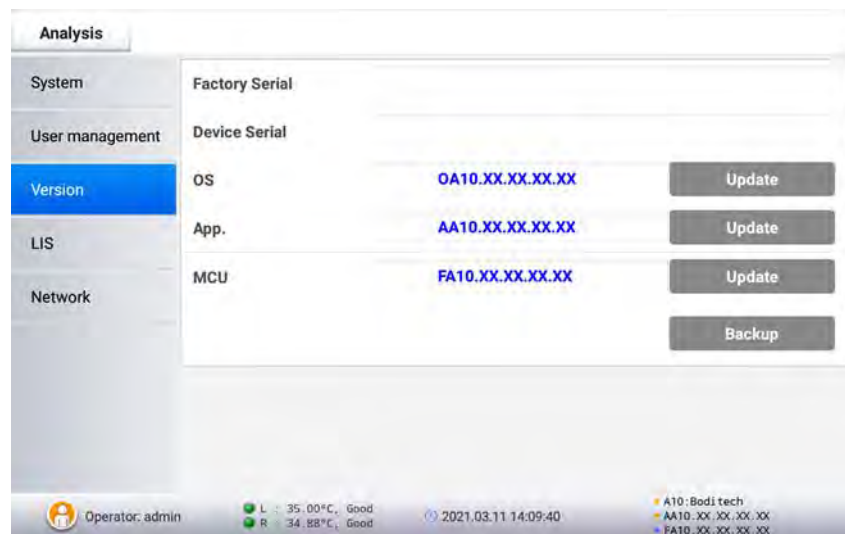 Analysis
System
User management
Version
LIS
Network
Factory Serial
Device Serial
OS OA10.XX.XX.XX.XX Update
App. AA10.XX.XX.XX.XX Update
MCU FA10.XX.XX.XX.XX Update
Backup
Operator: admin
L : 35.00°C, Good
R : 34.88°C, Good
2021.03.11 14:09:40
A10:Boditech
AA10.XX.XX.XX.XX
FA10.XX.XX.XX.XX